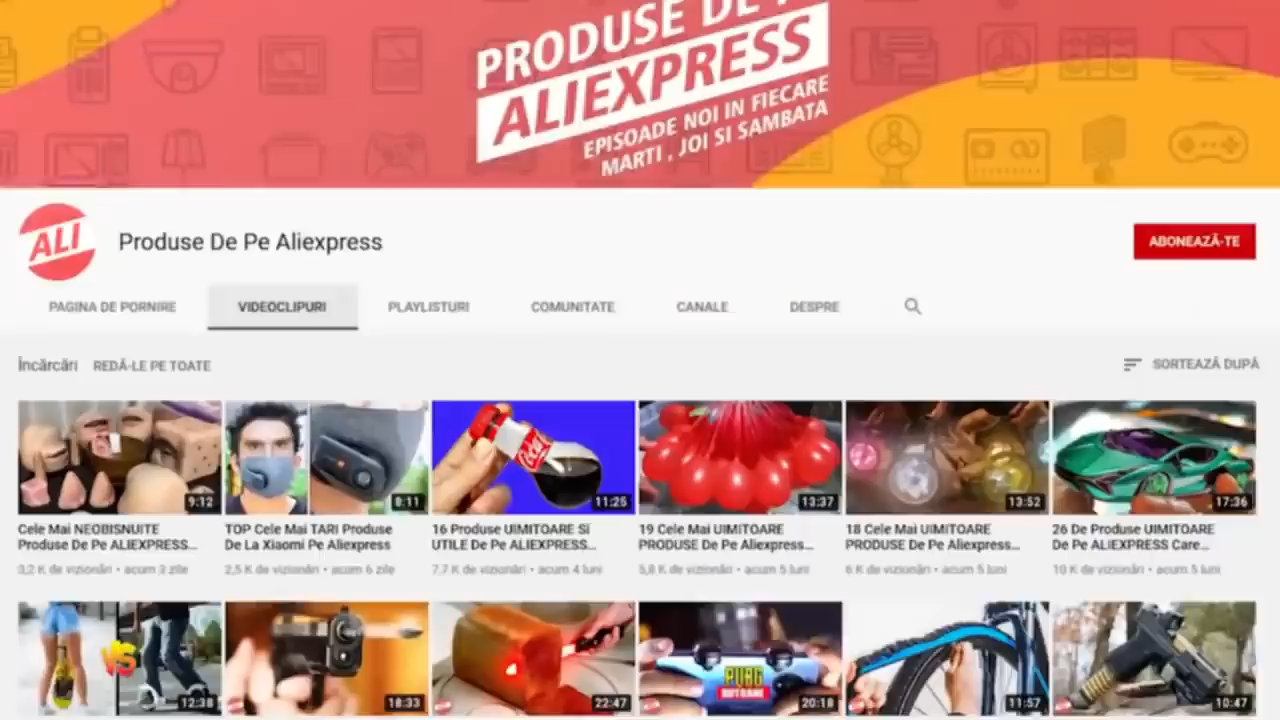 PRODUSE DE
ALIEXPRESS
EPISOADE NOI IN FIECARE
MARTI , JOI SI SAMBATA
ALI
Produse De Pe Aliexpress
ABONEAZĂ-TE
PAGINA DE PORNIRE VIDEOCLIPURI PLAYLISTURI COMUNITATE CANALE DESPRE
Încărcări REDĂ-LE PE TOATE
SORTEAZĂ DUPĂ
9:12
8:11
11:25
13:37
13:52
17:36
Cele Mai NEOBISNUITE
Produse De Pe ALIEXPRESS...
3,2 K de vizionări • acum 3 zile
TOP Cele Mai TARI Produse
De La Xiaomi Pe Aliexpress
2,5 K de vizionări • acum 6 zile
16 Produse UIMITOARE SI
UTILE De Pe ALIEXPRESS...
7,7 K de vizionări • acum 4 luni
19 Cele Mai UIMITOARE
PRODUSE De Pe Aliexpress...
5,8 K de vizionări • acum 5 luni
18 Cele Mai UIMITOARE
PRODUSE De Pe Aliexpress...
6 K de vizionări • acum 5 luni
26 De Produse UIMITOARE
De Pe ALIEXPRESS Care...
10 K de vizionări • acum 5 luni
VS
12:38
18:33
22:47
PUBG
BUTOANE
20:18
11:57
10:47